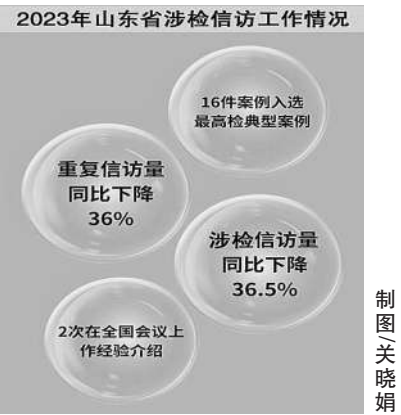 2023年山东省涉检信访工作情况
16件案例入选
最高检典型案例
重复信访量
同比下降
36%
涉检信访量
同比下降
36.5%
2次在全国会议上
作经验介绍
制图/关晓娟